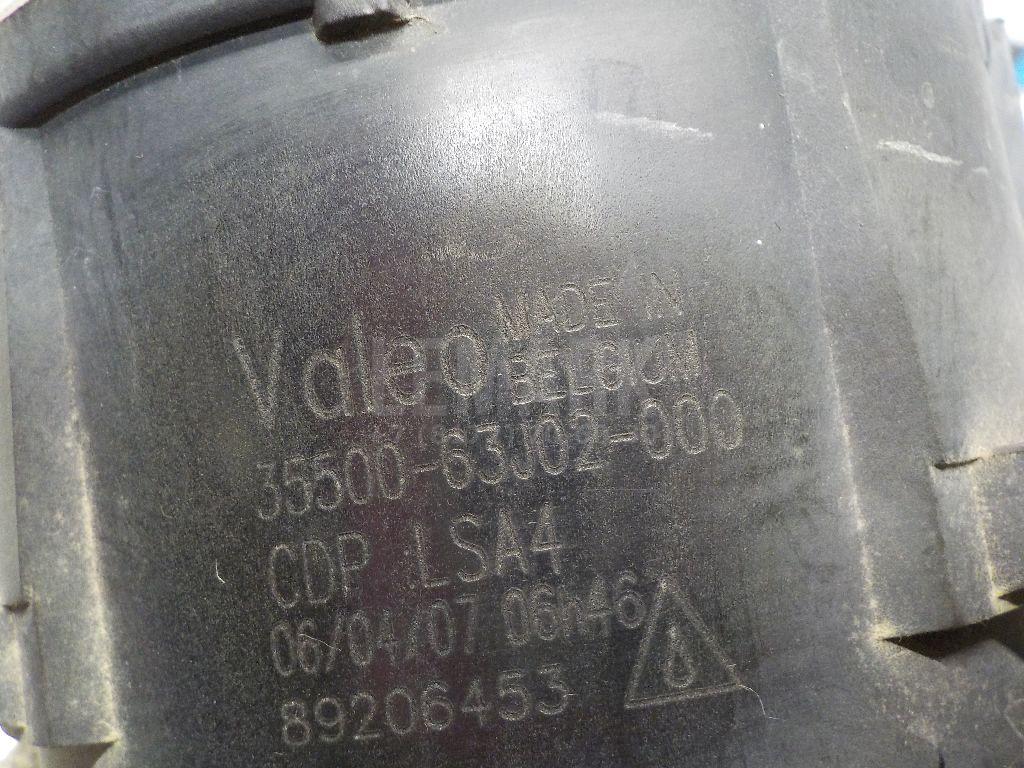 Valeo MADE IN
BELGIUM
35500-63J02-000
CDP LSA4
06/04/07 06h46
89206453